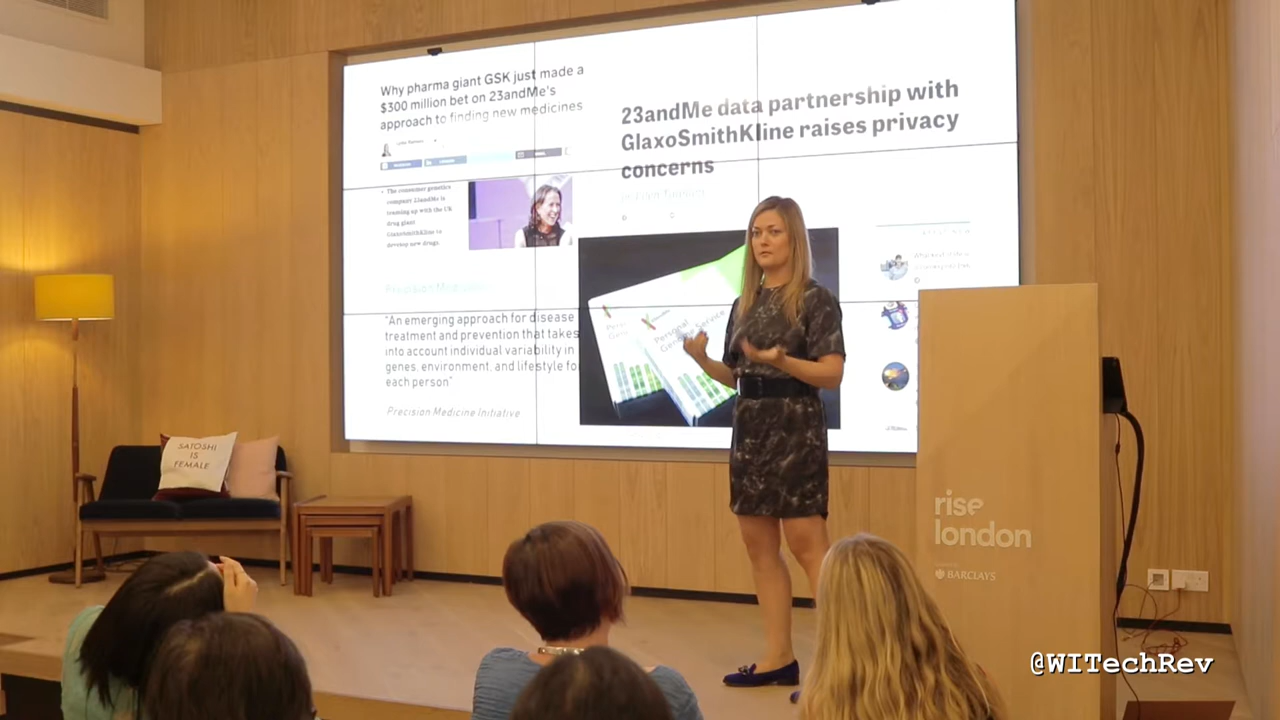 Why pharma giant GSK just made a
$300 million bet on 23andMe's
approach to finding new medicines
The consumer genetics
company 23andMe is
teaming up with the UK
drug giant
GlaxoSmithKline to
develop new drugs.
Precision Medicine
"An emerging approach for disease
treatment and prevention that takes
into account individual variability in
genes, environment, and lifestyle for
each person"
Precision Medicine Initiative
23andMe data partnership with
GlaxoSmithKline raises privacy
concerns
Personal
Genome Service
SATOSHI
IS
FEMALE
rise
london
BARCLAYS
@WITechRev